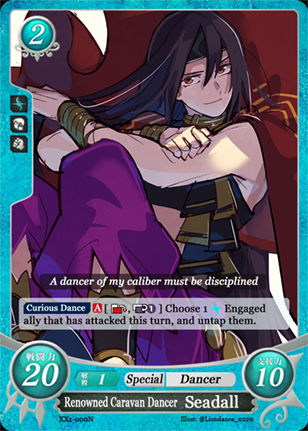 2
A dancer of my caliber must be disciplined
Curious Dance A [ , 1 ] Choose 1 Engaged
ally that has attacked this turn, and untap them.
戦闘力
20
射程 1 Special Dancer
支援力
10
Renowned Caravan Dancer Seadall
XX1-000N
Illust: @Liondance_0220